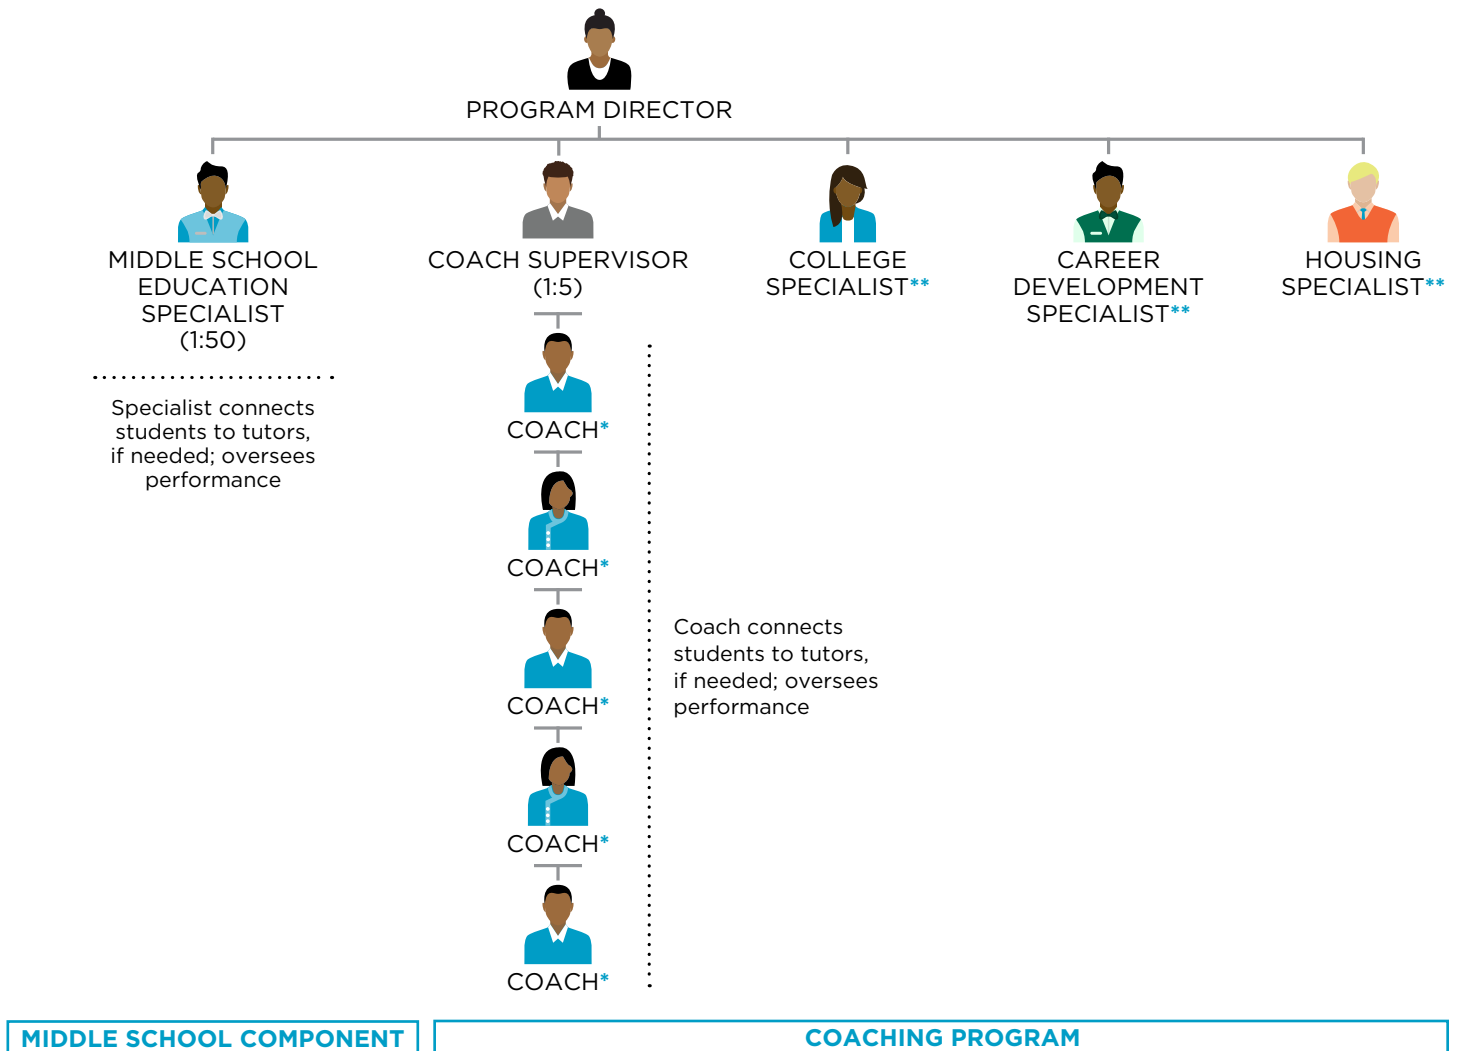 PROGRAM DIRECTOR
MIDDLE SCHOOL
EDUCATION
SPECIALIST
(1:50)
Specialist connects
students to tutors,
if needed; oversees
performance
COACH SUPERVISOR
(1:5)
COACH*
COACH*
COACH*
COACH*
COACH*
Coach connects
students to tutors,
if needed; oversees
performance
COLLEGE
SPECIALIST**
CAREER
DEVELOPMENT
SPECIALIST**
HOUSING
SPECIALIST**
MIDDLE SCHOOL COMPONENT
COACHING PROGRAM